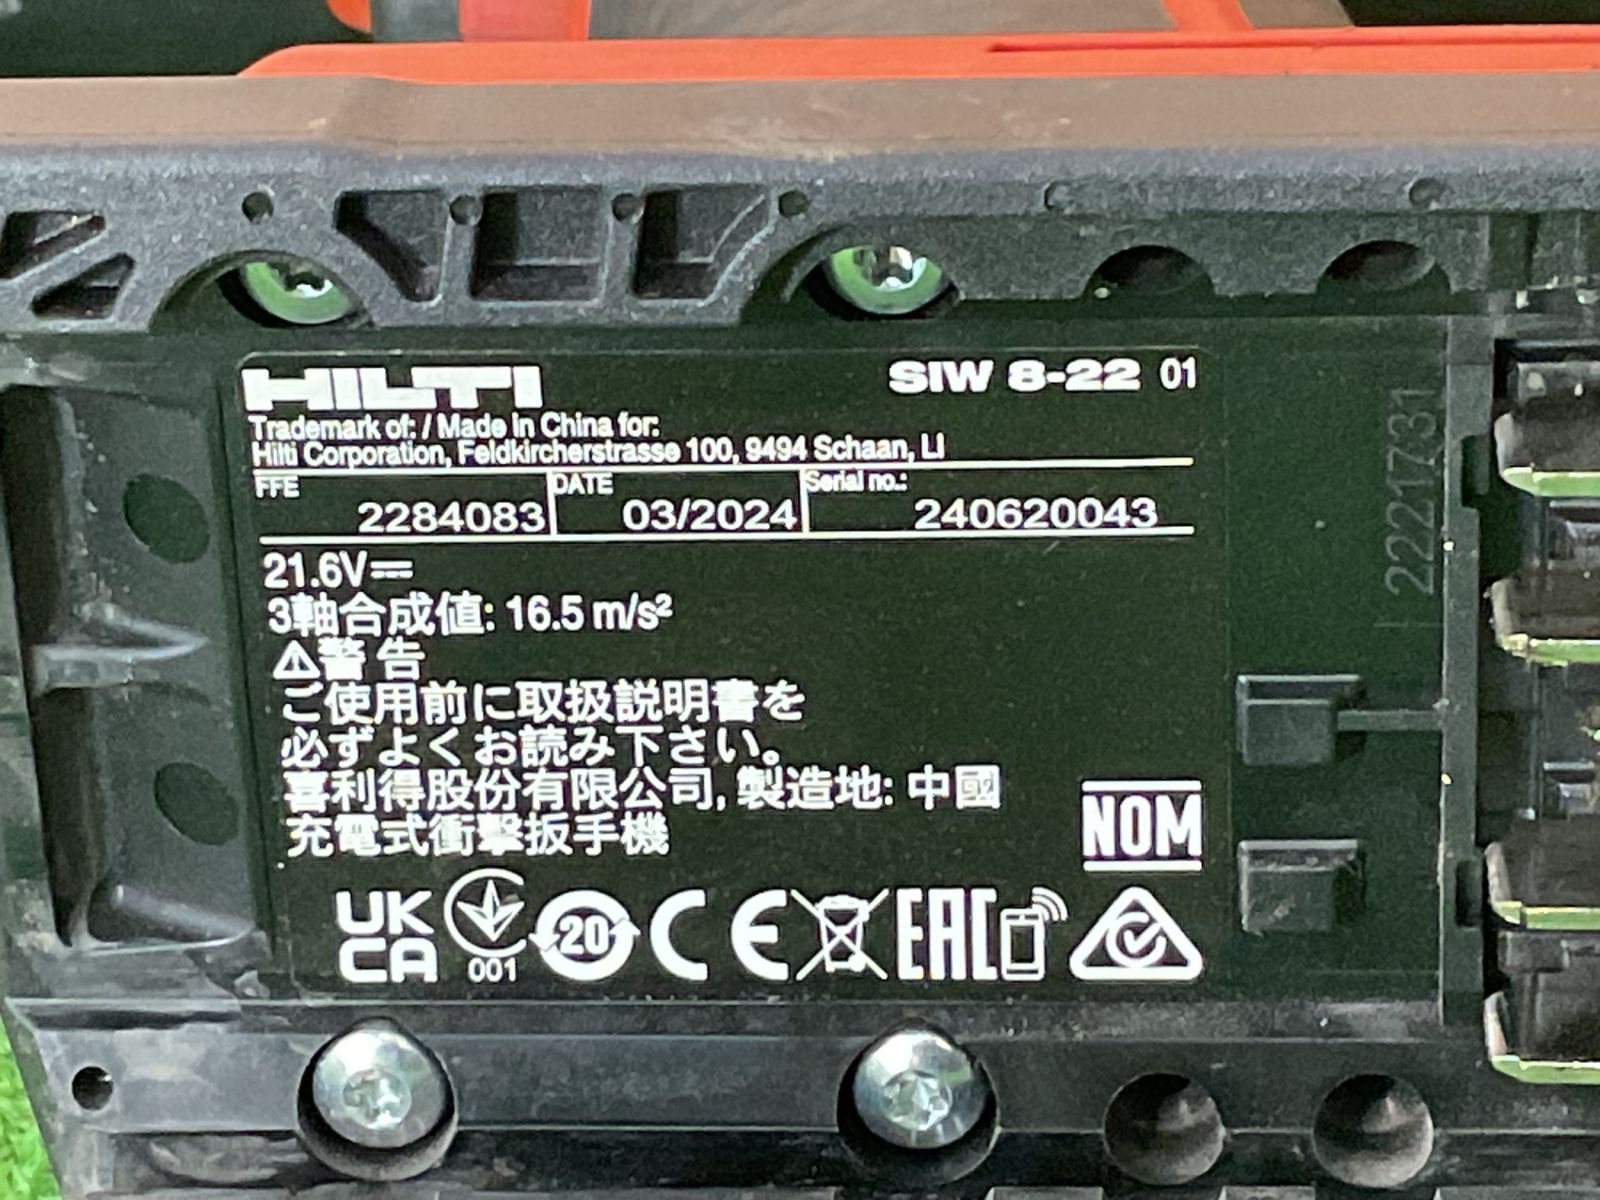 HILTI
SIW 8-22 01
Trademark of: / Made in China for:
Hilti Corporation, Feldkircherstrasse 100, 9494 Schaan, LI
FFE 2284083 DATE 03/2024 Serial no.: 240620043
21.6V
3軸合成値: 16.5 m/s²
警告
ご使用前に取扱説明書を
必ずよくお読み下さい。
喜利得股份有限公司, 製造地: 中國
充電式衝擊扳手機
NOM
UK
CA
001
20
CE
EAC
2221731